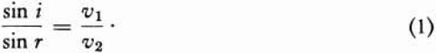 sin i / sin r = v₁ / v₂ · (1)